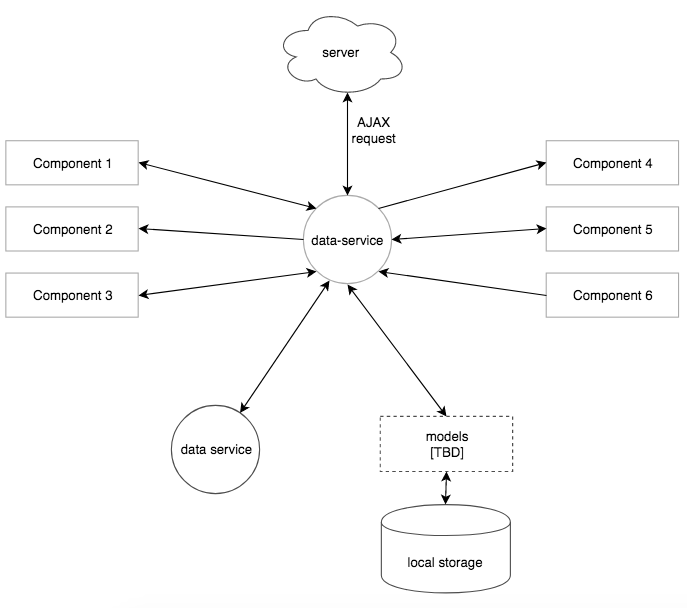 server
AJAX
request
Component 1
Component 4
Component 2
data-service
Component 5
Component 3
Component 6
data service
models
[TBD]
local storage